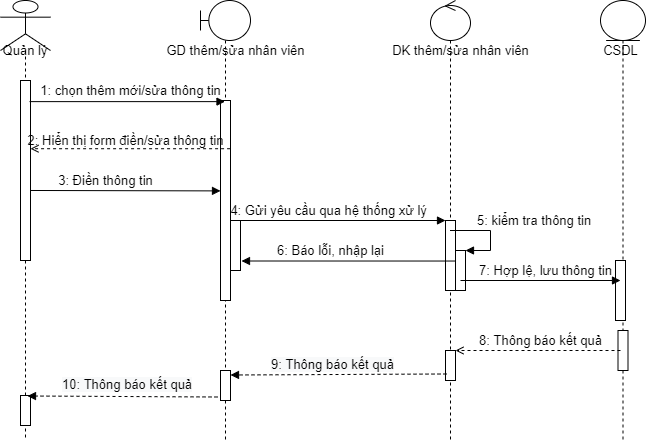 Quản lý
GD thêm/sửa nhân viên
DK thêm/sửa nhân viên
CSDL
1: chọn thêm mới/sửa thông tin
2: Hiển thị form điền/sửa thông tin
3: Điền thông tin
4: Gửi yêu cầu qua hệ thống xử lý
5: kiểm tra thông tin
6: Báo lỗi, nhập lại
7: Hợp lệ, lưu thông tin
8: Thông báo kết quả
9: Thông báo kết quả
10: Thông báo kết quả